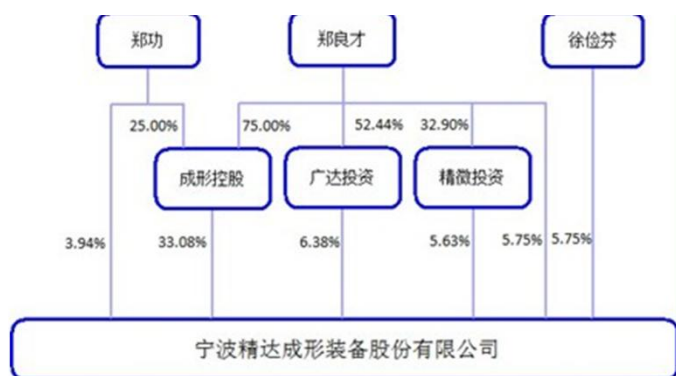 郑功
郑良才
徐俭芬
25.00%
75.00%
52.44%
32.90%
成形控股
广达投资
精微投资
3.94%
33.08%
6.38%
5.63%
5.75%
5.75%
宁波精达成形装备股份有限公司